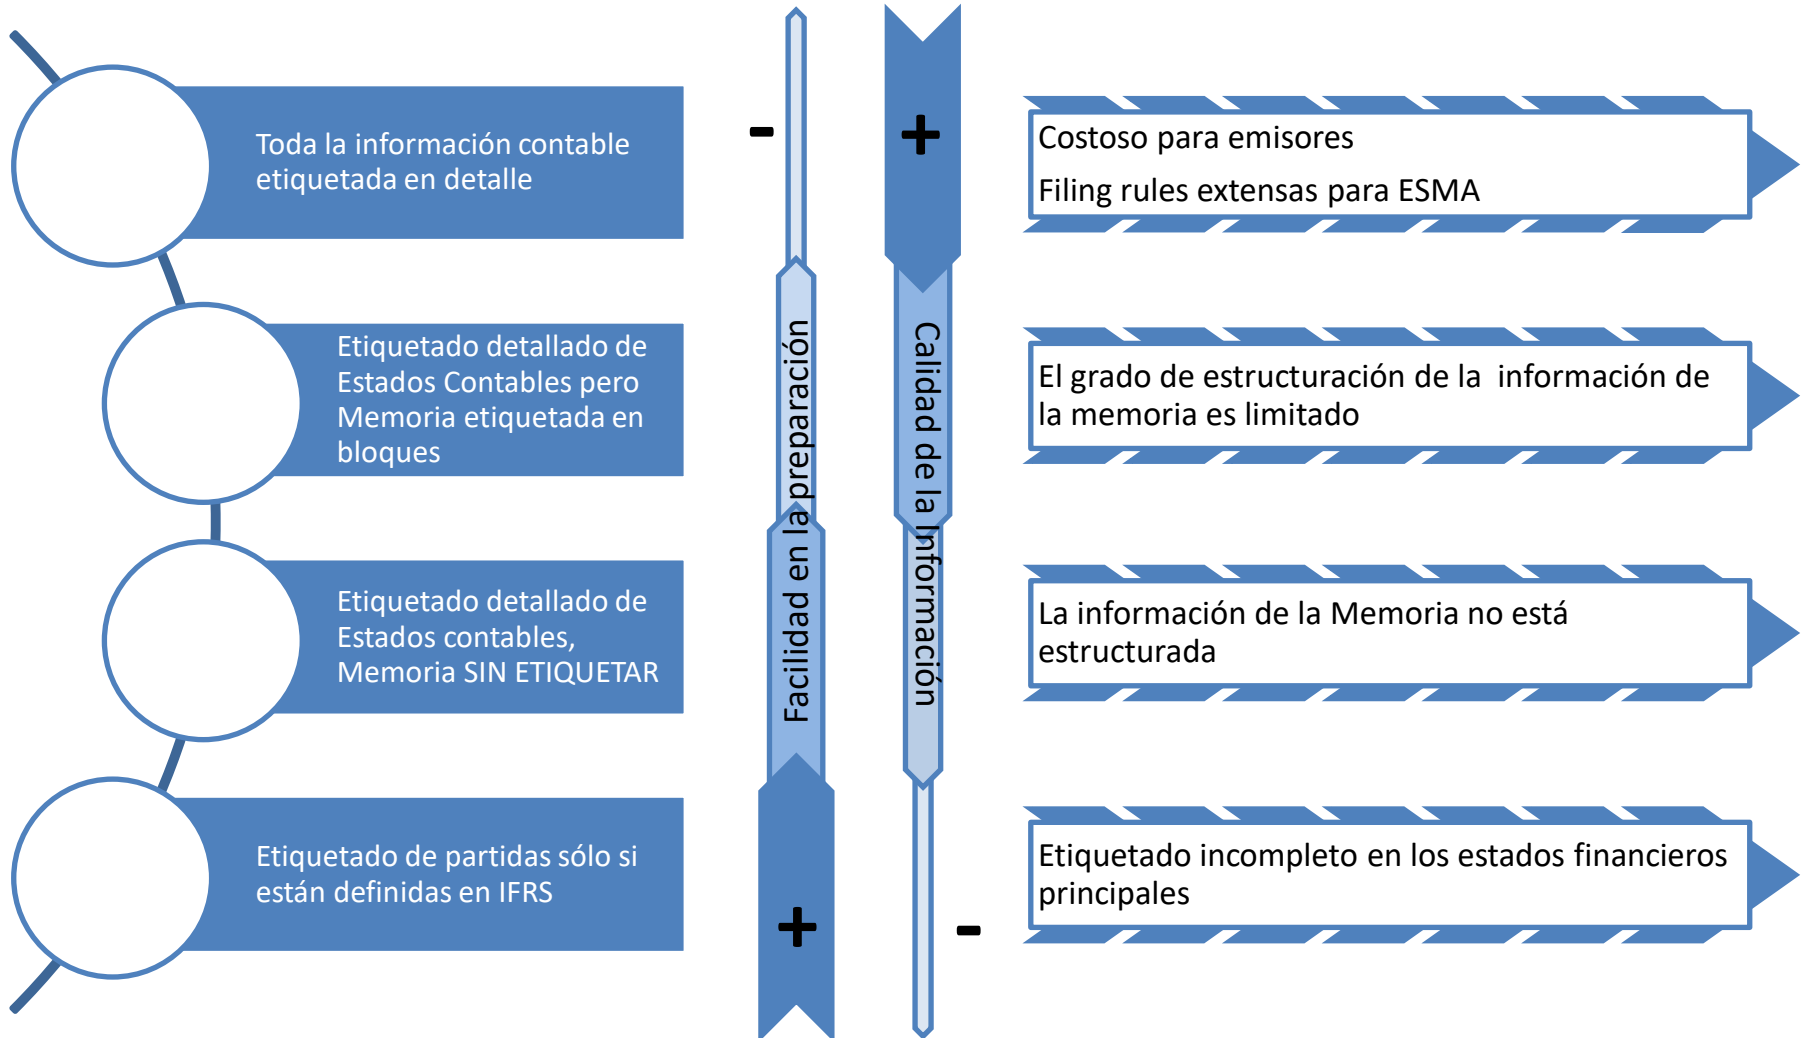 Toda la información contable
etiquetada en detalle
-
+
Costoso para emisores
Filing rules extensas para ESMA
Etiquetado detallado de
Estados Contables pero
Memoria etiquetada en
bloques
Facilidad en la preparación
Calidad de la Información
El grado de estructuración de la  información de
la memoria es limitado
Etiquetado detallado de
Estados contables,
Memoria SIN ETIQUETAR
La información de la Memoria no está
estructurada
Etiquetado de partidas sólo si
están definidas en IFRS
+
-
Etiquetado incompleto en los estados financieros
principales